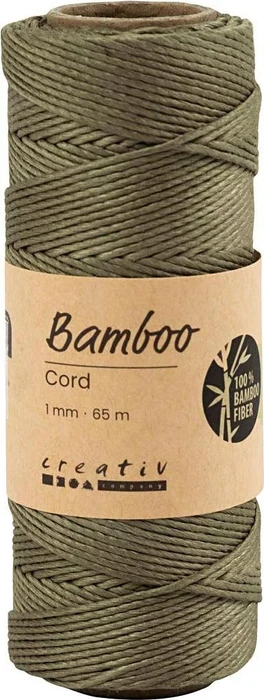 Bamboo
Cord
1 mm · 65 m
creativ
company
100%
BAMBOO
FIBER